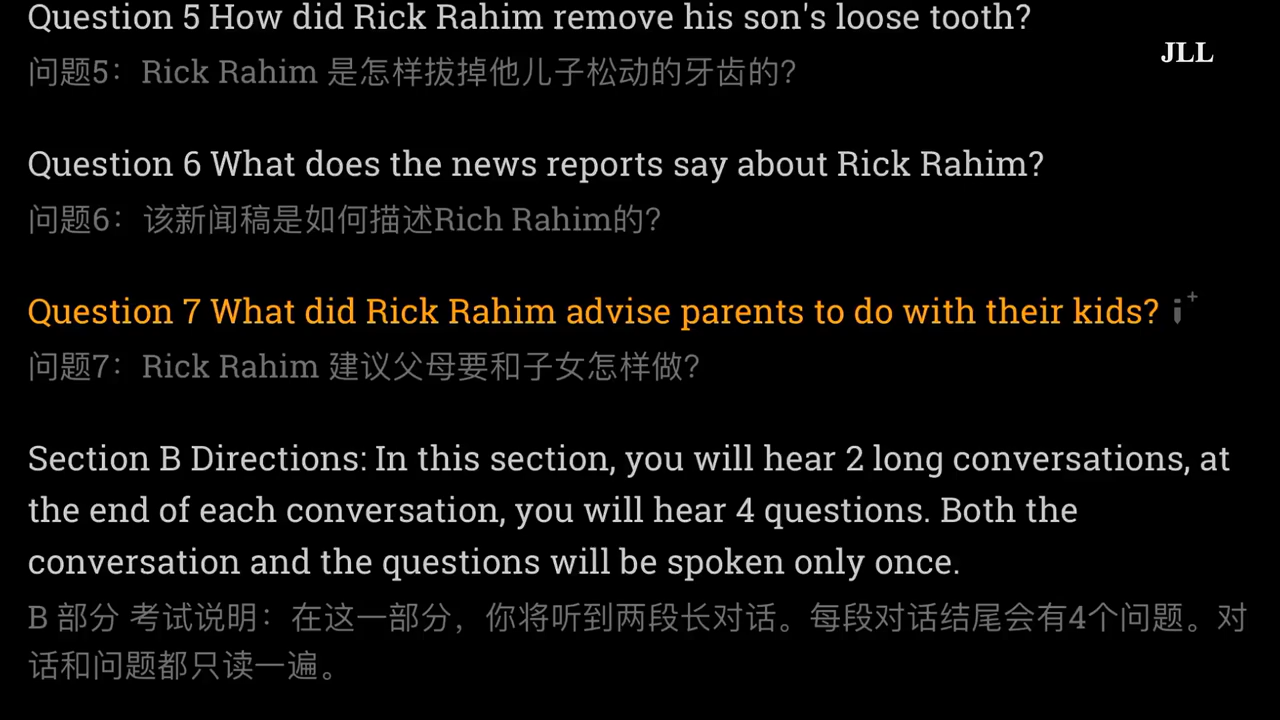 Question 5 How did Rick Rahim remove his son's loose tooth?
JLL
问题5：Rick Rahim 是怎样拔掉他儿子松动的牙齿的？
Question 6 What does the news reports say about Rick Rahim?
问题6：该新闻稿是如何描述Rich Rahim的？
Question 7 What did Rick Rahim advise parents to do with their kids?
问题7：Rick Rahim 建议父母要和子女怎样做？
Section B Directions: In this section, you will hear 2 long conversations, at
the end of each conversation, you will hear 4 questions. Both the
conversation and the questions will be spoken only once.
B 部分 考试说明：在这一部分，你将听到两段长对话。每段对话结尾会有4个问题。对
话和问题都只读一遍。